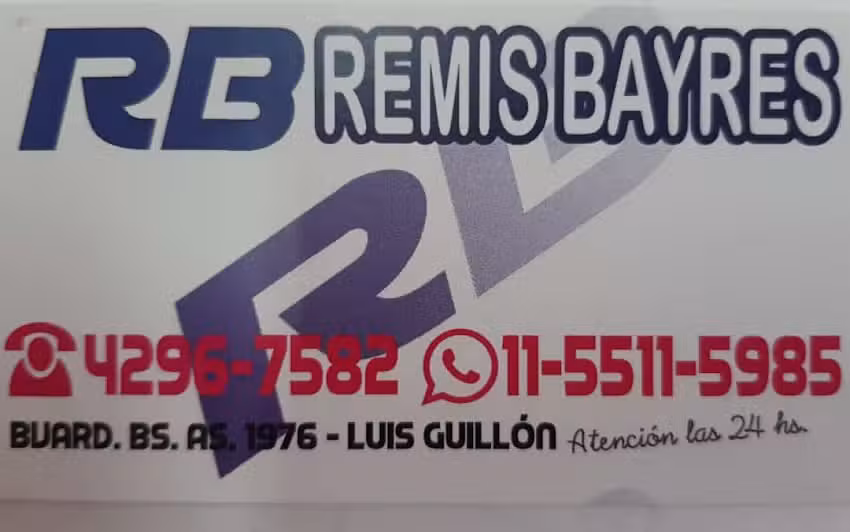 RB REMIS BAYRES
RB
4296-7582 11-5511-5985
BVARD. BS. AS. 1976 - LUIS GUILLÓN Atención las 24 hs.